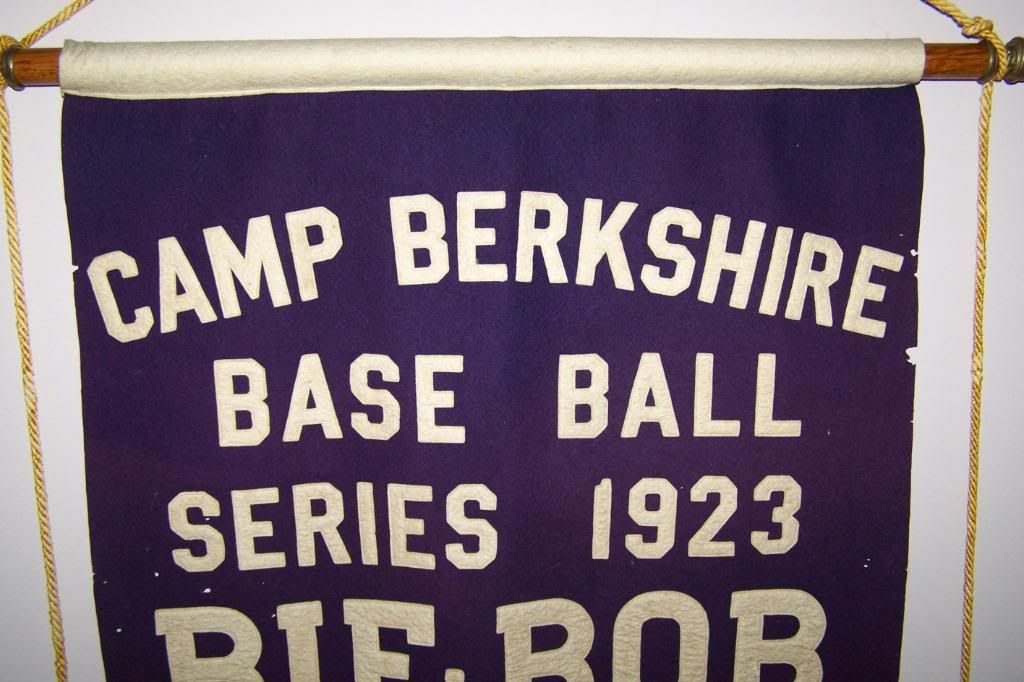 CAMP BERKSHIRE
BASE BALL
SERIES 1923